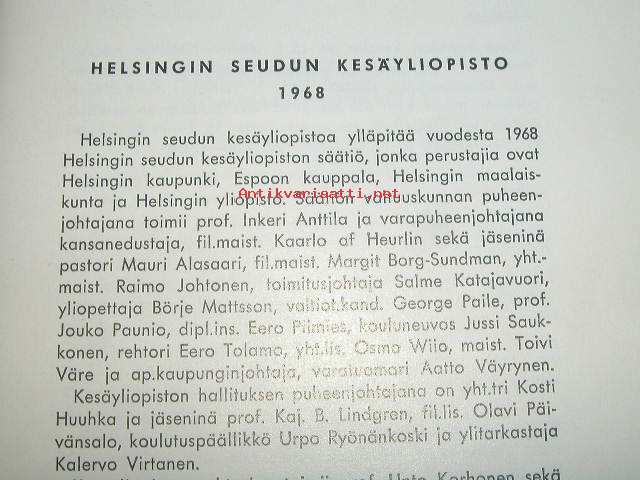 HELSINGIN SEUDUN KESÄYLIOPISTO
1968
Helsingin seudun kesäyliopistoa ylläpitää vuodesta 1968
Helsingin seudun kesäyliopiston säätiö, jonka perustajia ovat
Helsingin kaupunki, Espoon kauppala, Helsingin maalais-
Antikvariaatti.net
kunta ja Helsingin yliopisto. Säätiön valtuuskunnan puheen-
johtajana toimii prof. Inkeri Anttila ja varapuheenjohtajana
kansanedustaja, fil.maist. Kaarlo af Heurlin sekä jäseninä
pastori Mauri Alasaari, fil.maist. Margit Borg-Sundman, yht.-
maist. Raimo Johtonen, toimitusjohtaja Salme Katajavuori,
yliopettaja Börje Mattsson, valtiot.kand. George Paile, prof.
Jouko Paunio, dipl.ins. Eero Pilmies, kouluneuvos Jussi Sauk-
konen, rehtori Eero Tolamo, yht.lis. Osmo Wiio, maist. Toivi
Väre ja ap.kaupunginjohtaja, varatuomari Aatto Väyrynen.
Kesäyliopiston hallituksen puheenjohtajana on yht.tri Kosti
Huuhka ja jäseninä prof. Kaj. B. Lindgren, fil.lis. Olavi Päi-
vänsalo, koulutuspäällikkö Urpo Ryönänkoski ja ylitarkastaja
Kalervo Virtanen.
prof. Unto Korhonen sekä